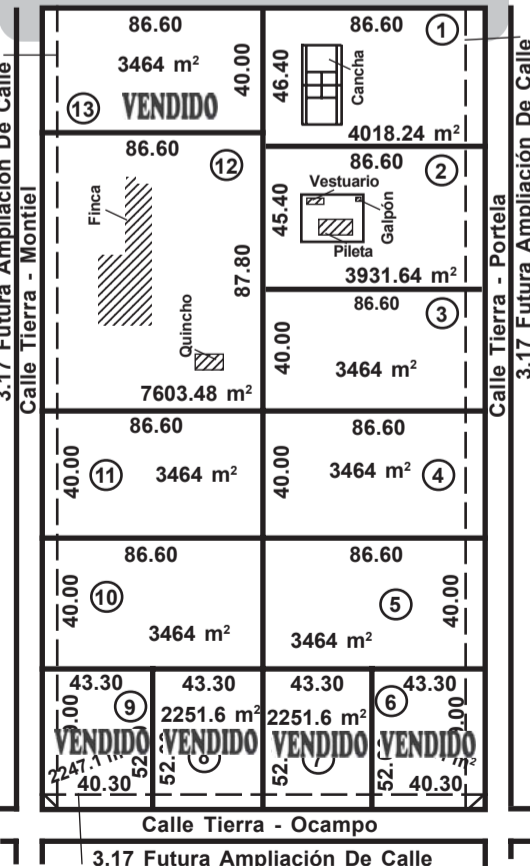 3.17 Futura Ampliación De Calle
Calle Tierra - Montiel
86.60
3464 m²
40.00
13
VENDIDO
86.60
1
46.40
Cancha
4018.24 m²
86.60
12
Finca
87.80
Quincho
7603.48 m²
86.60
2
Vestuario
45.40
Galpón
Pileta
3931.64 m²
86.60
3
40.00
3464 m²
Calle Tierra - Portela
3.17 Futura Ampliación De Calle
86.60
40.00
11
3464 m²
86.60
40.00
3464 m²
4
86.60
40.00
10
3464 m²
86.60
5
40.00
3464 m²
43.30
9
VENDIDO
40.30
43.30
2251.6 m²
VENDIDO
43.30
2251.6 m²
VENDIDO
43.30
6
VENDIDO
40.30
Calle Tierra - Ocampo
3.17 Futura Ampliación De Calle